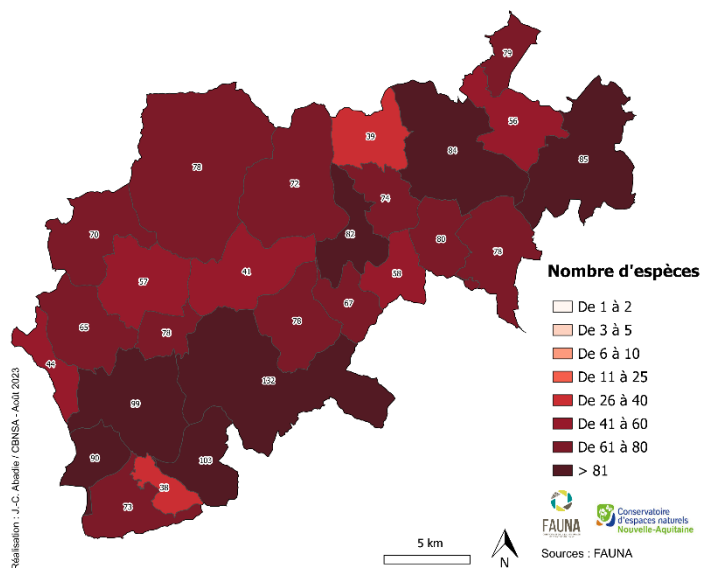 79
56
39
84
85
78
72
74
70
82
80
76
57
41
58
67
65
78
78
44
132
99
90
103
38
73
Nombre d'espèces
De 1 à 2
De 3 à 5
De 6 à 10
De 11 à 25
De 26 à 40
De 41 à 60
De 61 à 80
> 81
Réalisation : J.-C. Abadie / CBNSA - Août 2023
5 km
N
FAUNA
Conservatoire
d'espaces naturels
Nouvelle-Aquitaine
Sources : FAUNA